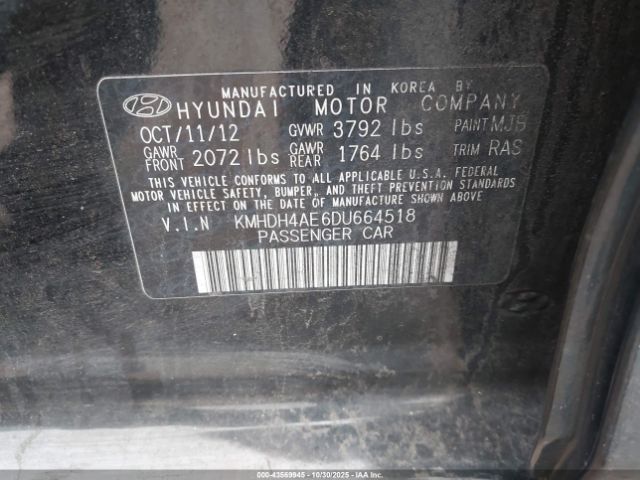 MANUFACTURED IN KOREA BY
HYUNDAI MOTOR COMPANY
OCT/11/12 GVWR 3792 lbs PAINT MJB
GAWR FRONT 2072 lbs GAWR REAR 1764 lbs TRIM RAS
THIS VEHICLE CONFORMS TO ALL APPLICABLE U.S.A. FEDERAL
MOTOR VEHICLE SAFETY, BUMPER, AND THEFT PREVENTION STANDARDS
IN EFFECT ON THE DATE OF MANUFACTURE SHOWN ABOVE
V.I.N KMHDH4AE6DU664518
PASSENGER CAR
000-43569945 - 10/30/2025 - IAAI.COM